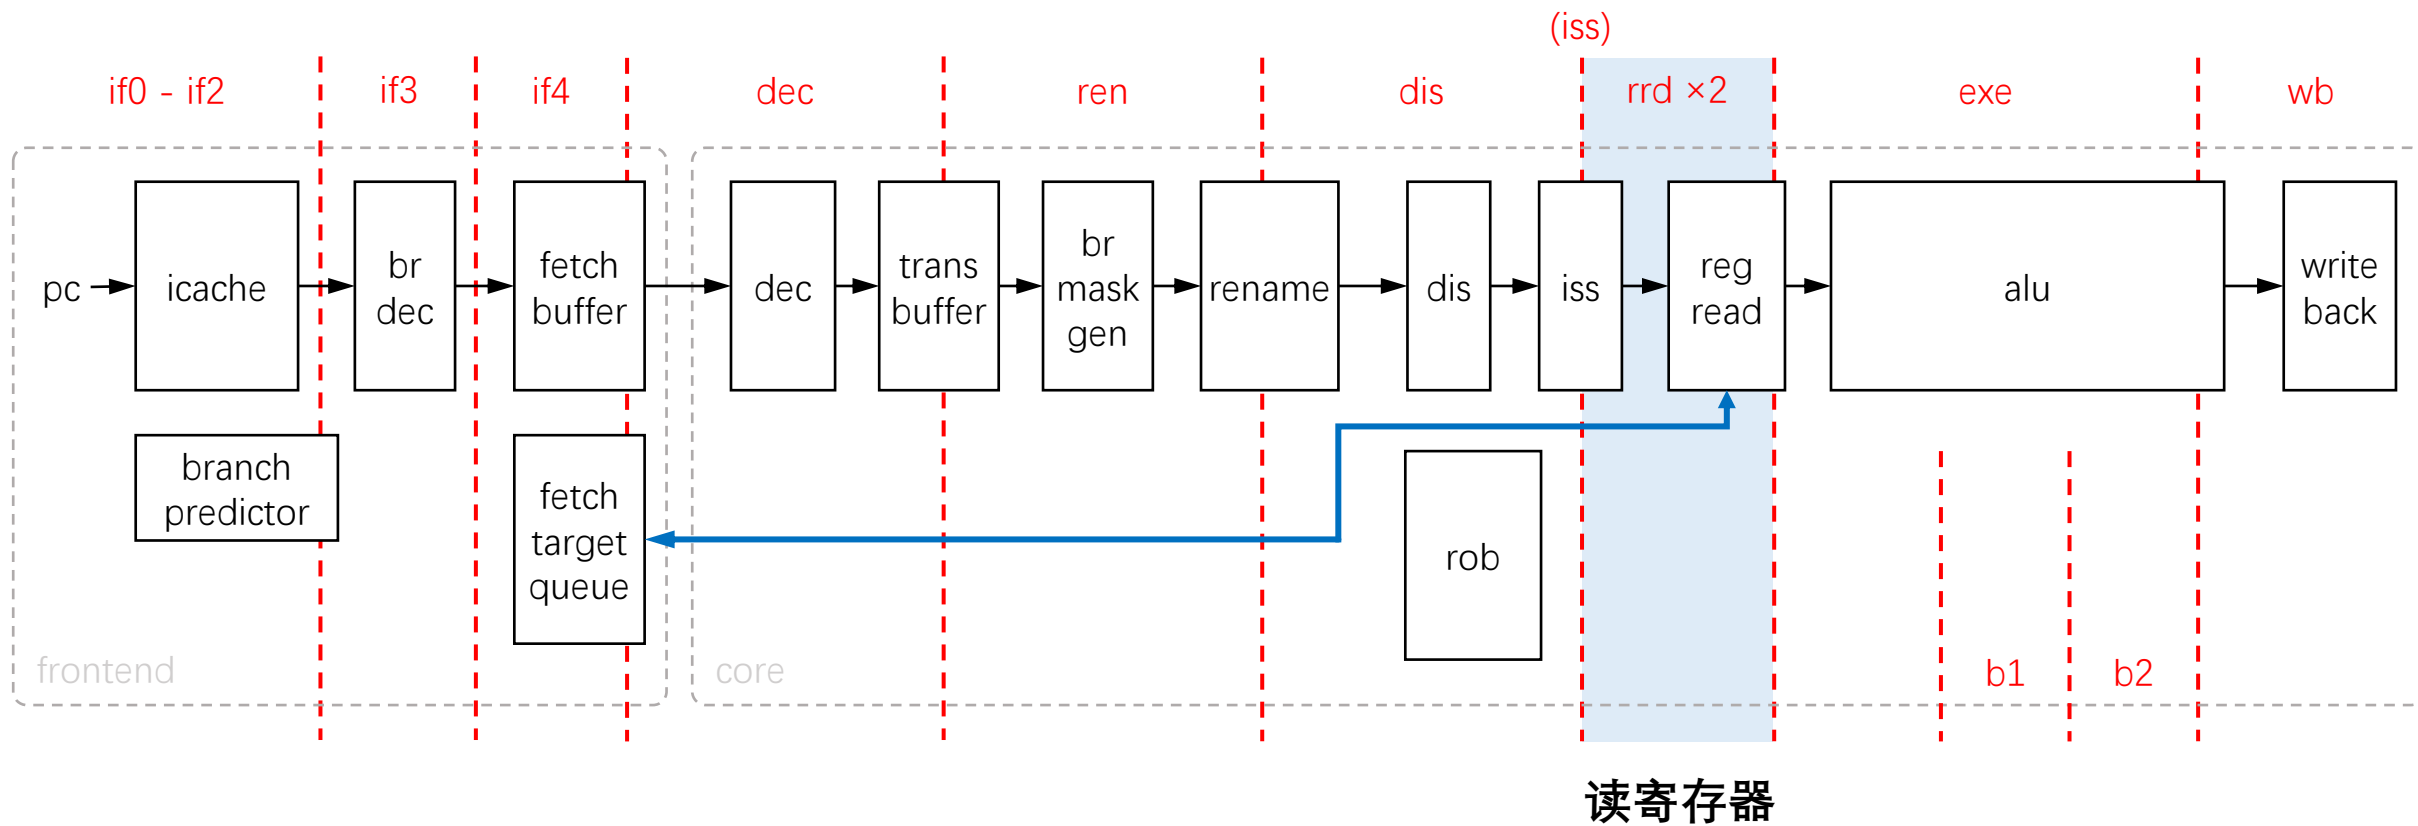 (iss)
if0 - if2
if3
if4
dec
ren
dis
rrd ×2
exe
wb
pc
icache
br
dec
fetch
buffer
dec
trans
buffer
br
mask
gen
rename
dis
iss
reg
read
alu
write
back
branch
predictor
fetch
target
queue
rob
frontend
core
b1
b2
读寄存器